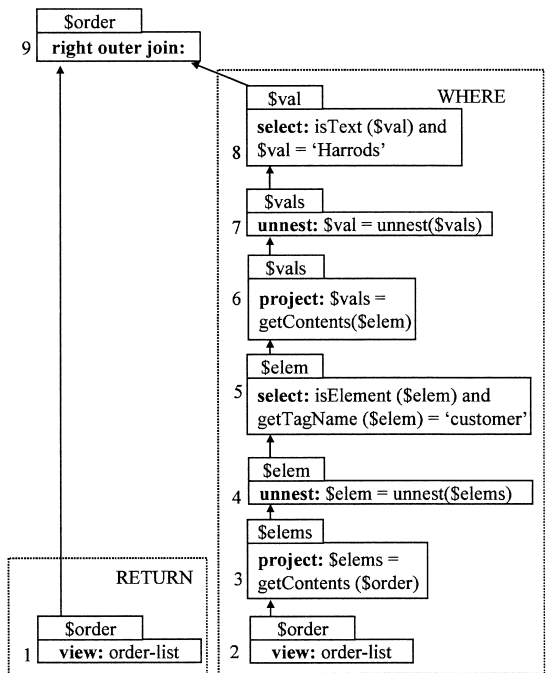 $order
9 right outer join:
WHERE
$val
select: isText ($val) and
8 $val = ‘Harrods’
$vals
7 unnest: $val = unnest($vals)
$vals
6 project: $vals =
getContents($elem)
$elem
5 select: isElement ($elem) and
getTagName ($elem) = ‘customer’
$elem
4 unnest: $elem = unnest($elems)
$elems
project: $elems =
3 getContents ($order)
RETURN
$order
1 view: order-list
$order
2 view: order-list